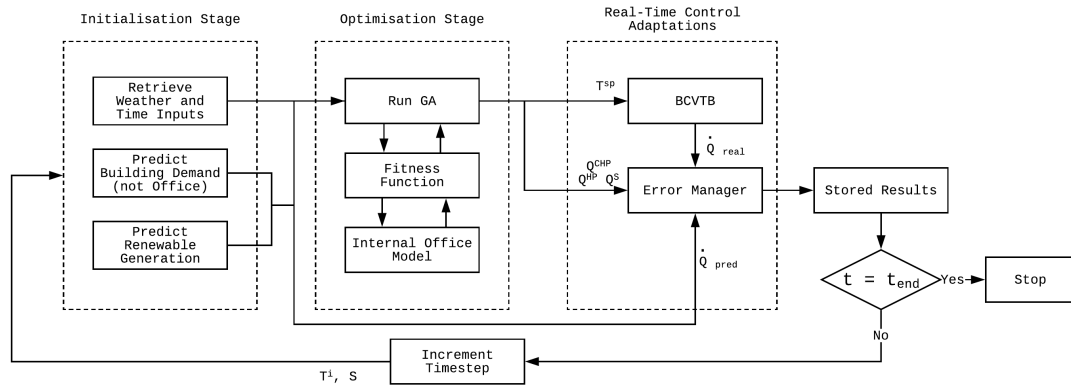 Initialisation Stage
Optimisation Stage
Real-Time Control
Adaptations
Retrieve
Weather and
Time Inputs
Predict
Building Demand
(not Office)
Predict
Renewable
Generation
Run GA
Fitness
Function
Internal Office
Model
T^sp
BCVTB
Q̇ real
Q^CHP
Q^HP Q^S
Error Manager
Q̇ pred
Stored Results
t = t_end
Yes
Stop
No
Increment
Timestep
T^i, S